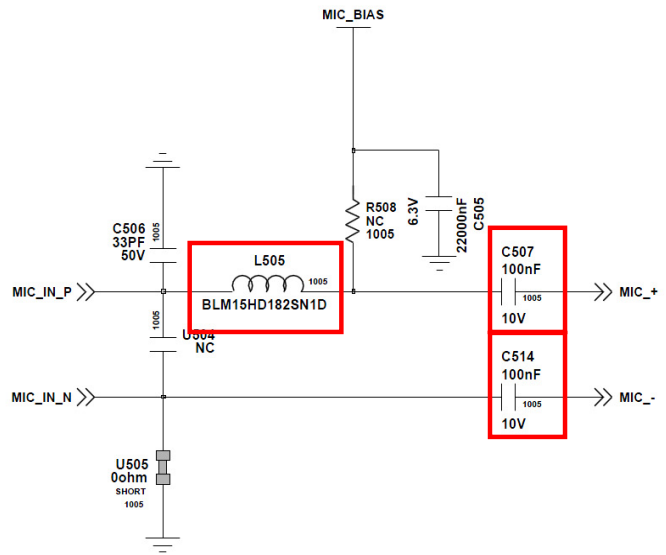 MIC_BIAS
C506
33PF
50V
1005
R508
NC
1005
6.3V
22000nF
C505
L505
1005
BLM15HD182SN1D
C507
100nF
1005
10V
MIC_IN_P
MIC_+
1005
U504
NC
C514
100nF
1005
10V
MIC_IN_N
MIC_-
U505
0ohm
SHORT
1005